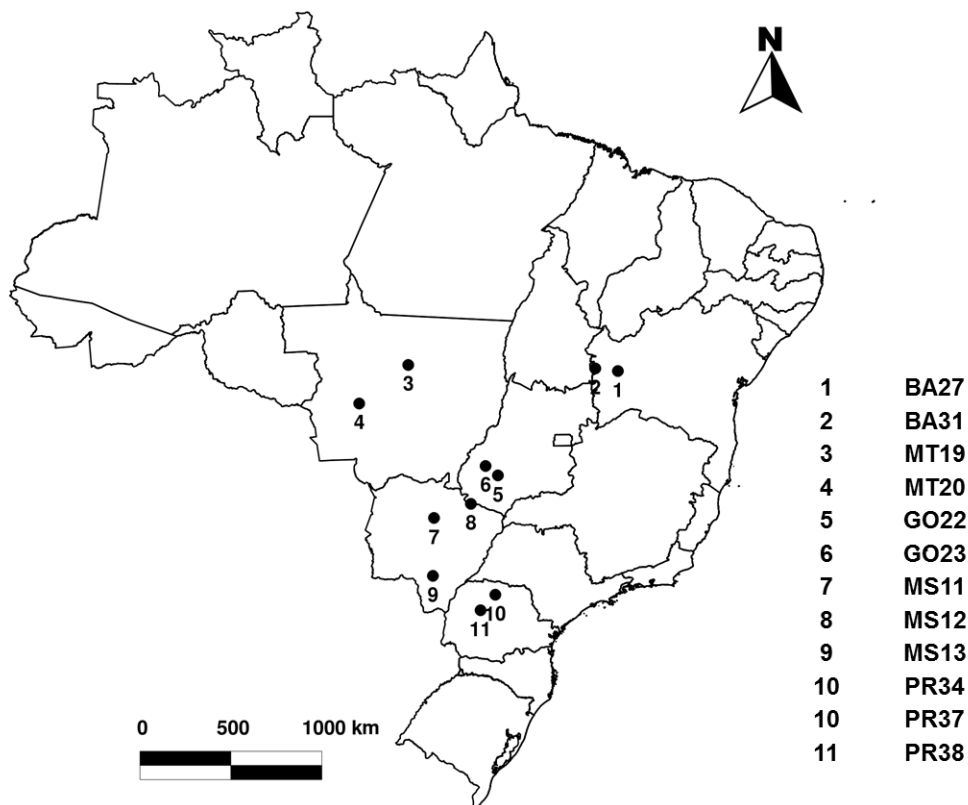 N
3
2
1
4
6
5
8
7
9
10
11
1 BA27
2 BA31
3 MT19
4 MT20
5 GO22
6 GO23
7 MS11
8 MS12
9 MS13
10 PR34
10 PR37
11 PR38
0 500 1000 km